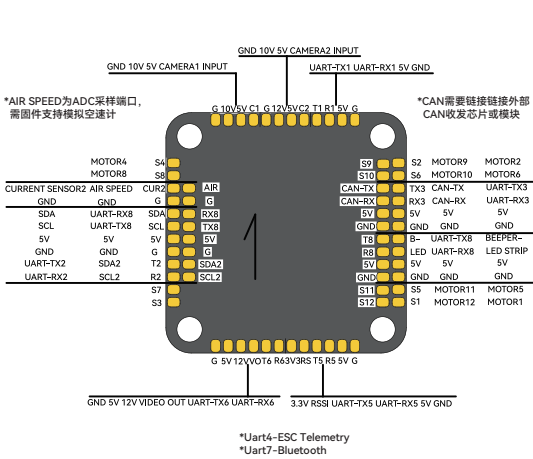 GND 10V 5V CAMERA2 INPUT
GND 10V 5V CAMERA1 INPUT
UART-TX1 UART-RX1 5V GND
*AIR SPEED为ADC采样端口，
需固件支持模拟空速计
*CAN需要链接链接外部
CAN收发芯片或模块
G 10V5V C1 G 12V5VC2 T1 R1 5V G
MOTOR4 S4
MOTOR8 S8
CURRENT SENSOR2 AIR SPEED CUR2 AIR
GND GND G G
SDA UART-RX8 SDA RX8
SCL UART-TX8 SCL TX8
5V 5V 5V 5V
GND GND G G
UART-TX2 SDA2 T2 SDA2
UART-RX2 SCL2 R2 SCL2
S7
S3
S9 S2 MOTOR9 MOTOR2
S10 S6 MOTOR10 MOTOR6
CAN-TX TX3 CAN-TX UART-TX3
CAN-RX RX3 CAN-RX UART-RX3
5V 5V 5V 5V
GND GND GND GND
T8 B- UART-TX8 BEEPER-
R8 LED UART-RX8 LED STRIP
5V 5V 5V 5V
GND GND GND GND
S11 S5 MOTOR11 MOTOR5
S12 S1 MOTOR12 MOTOR1
G 5V 12VVOT6 R63V3RS T5 R5 5V G
GND 5V 12V VIDEO OUT UART-TX6 UART-RX6
3.3V RSSI UART-TX5 UART-RX5 5V GND
*Uart4-ESC Telemetry
*Uart7-Bluetooth